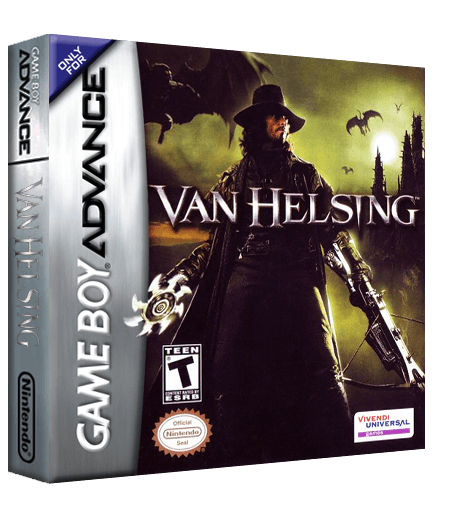 GAME BOY
ADVANCE
VAN HELSING
Nintendo
ONLY
FOR
GAME BOY ADVANCE
VAN HELSING™
TEEN
T
CONTENT RATED BY
ESRB
Official
Nintendo
Seal
VIVENDI
UNIVERSAL
games